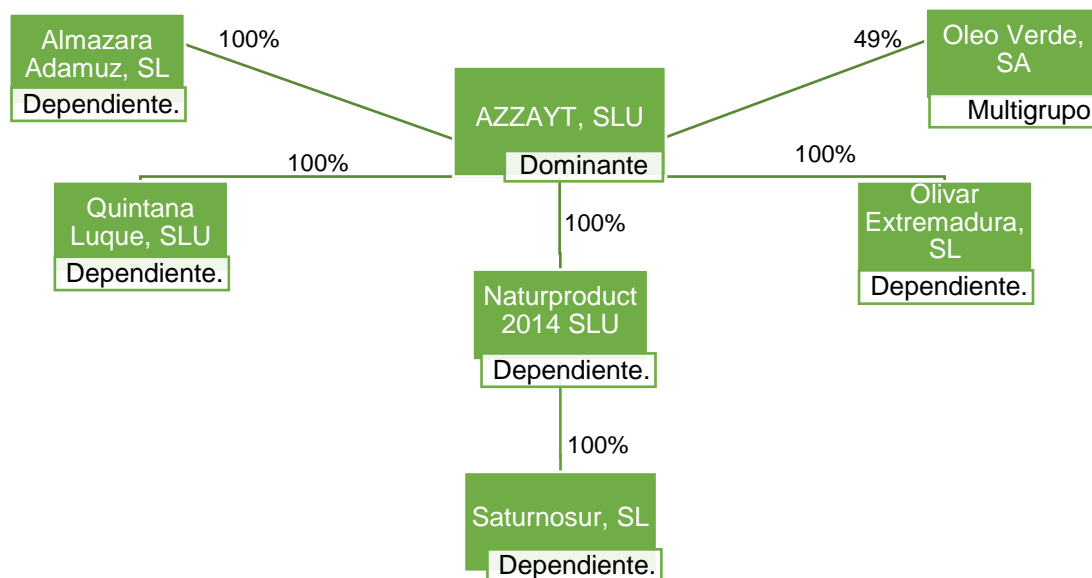 Almazara
Adamuz, SL
Dependiente.
100%
AZZAYT, SLU
Dominante
49%
Oleo Verde,
SA
Multigrupo
100%
Quintana
Luque, SLU
Dependiente.
100%
Naturproduct
2014 SLU
Dependiente.
100%
Olivar
Extremadura,
SL
Dependiente.
100%
Saturnosur, SL
Dependiente.